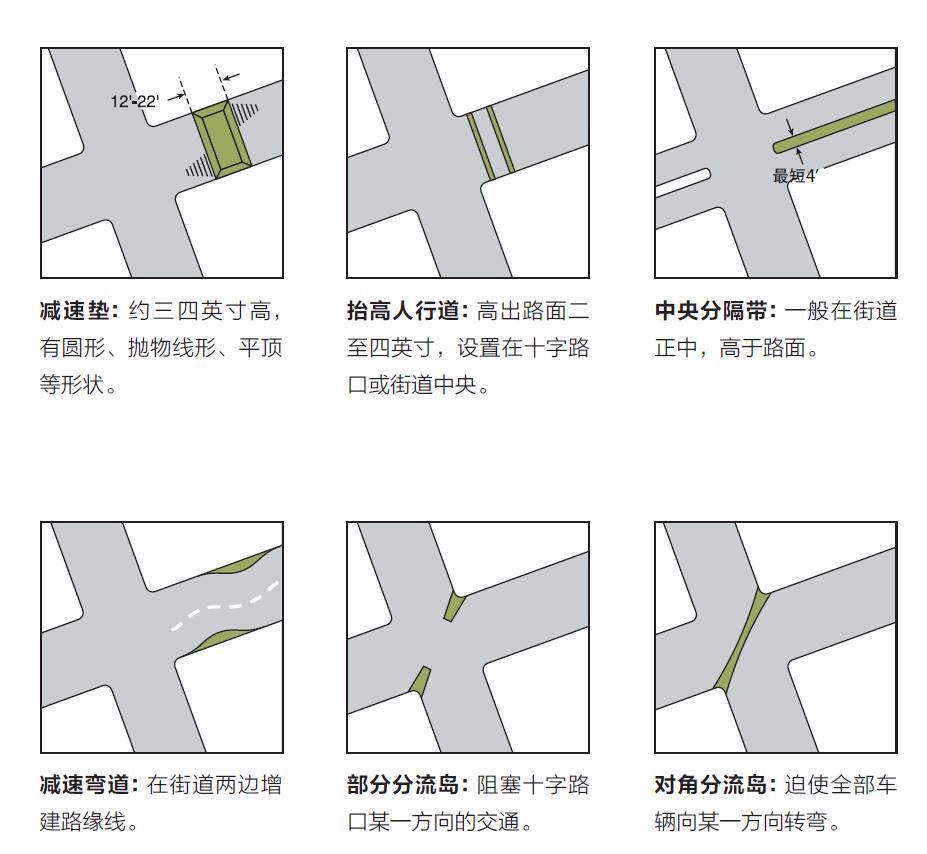 12'-22'
最短4'
减速垫：约三四英寸高，
有圆形、抛物线形、平顶
等形状。
抬高人行道：高出路面二
至四英寸，设置在十字路
口或街道中央。
中央分隔带：一般在街道
正中，高于路面。
减速弯道：在街道两边增
建路缘线。
部分分流岛：阻塞十字路
口某一方向的交通。
对角分流岛：迫使全部车
辆向某一方向转弯。